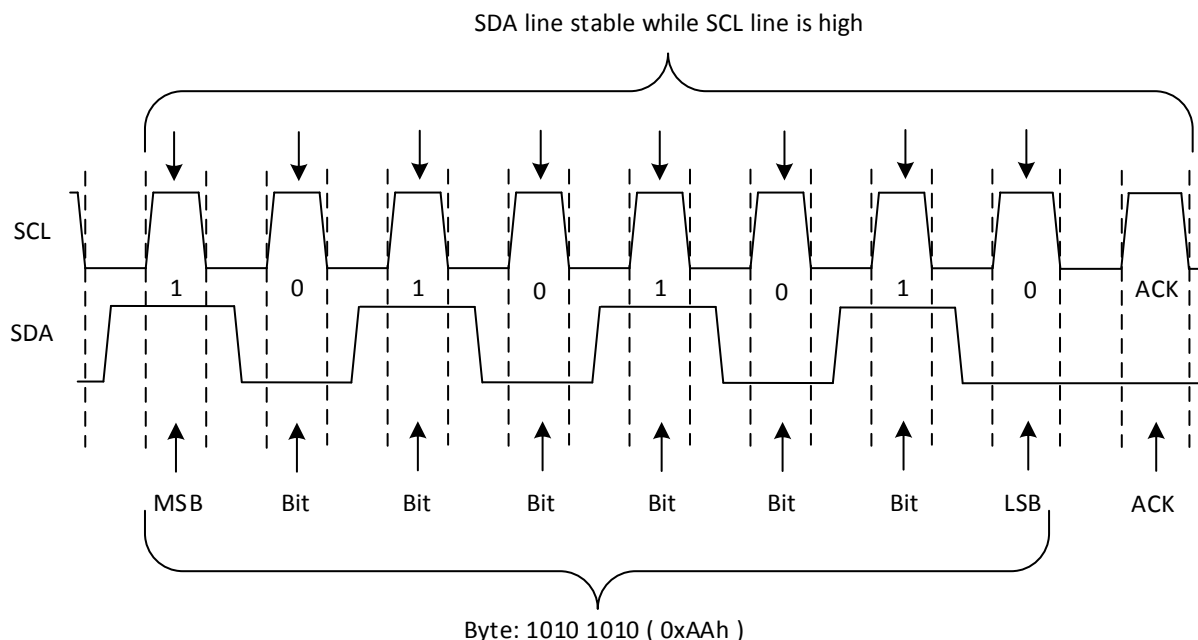 SDA line stable while SCL line is high
SCL
1 0 1 0 1 0 1 0 ACK
SDA
MSB Bit Bit Bit Bit Bit Bit LSB ACK
Byte: 1010 1010 ( 0xAAh )